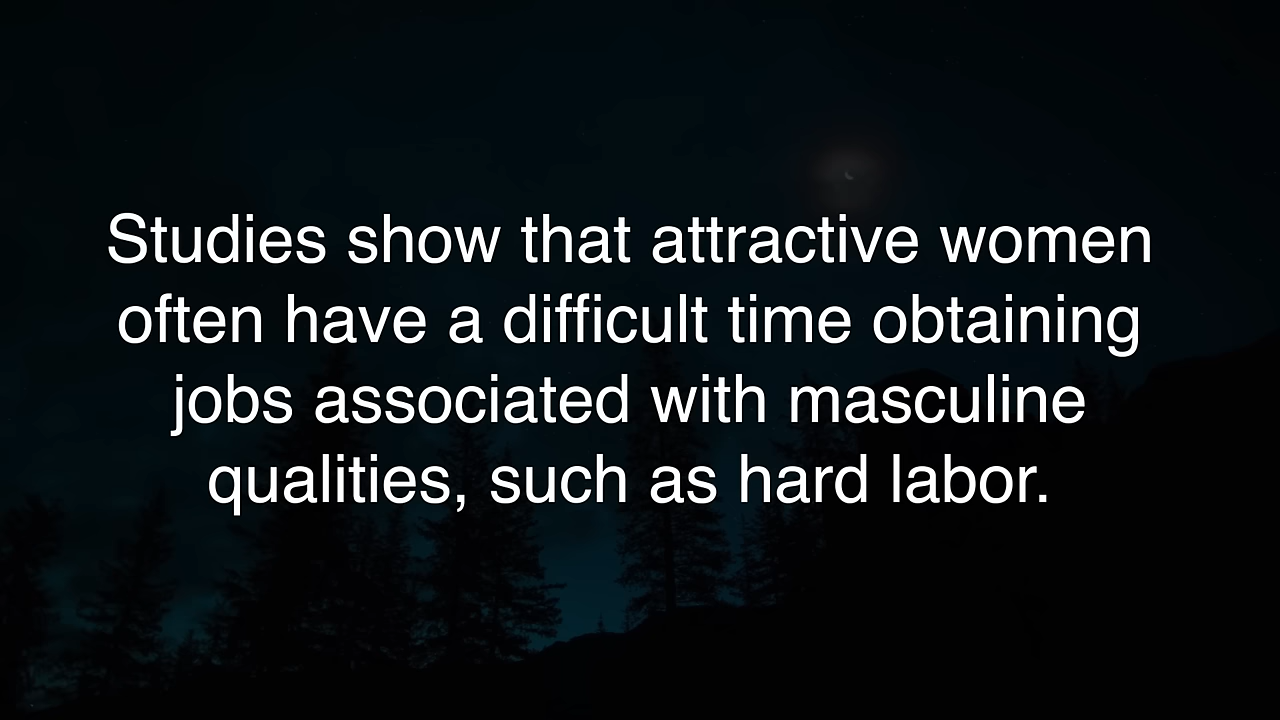 Studies show that attractive women
often have a difficult time obtaining
jobs associated with masculine
qualities, such as hard labor.